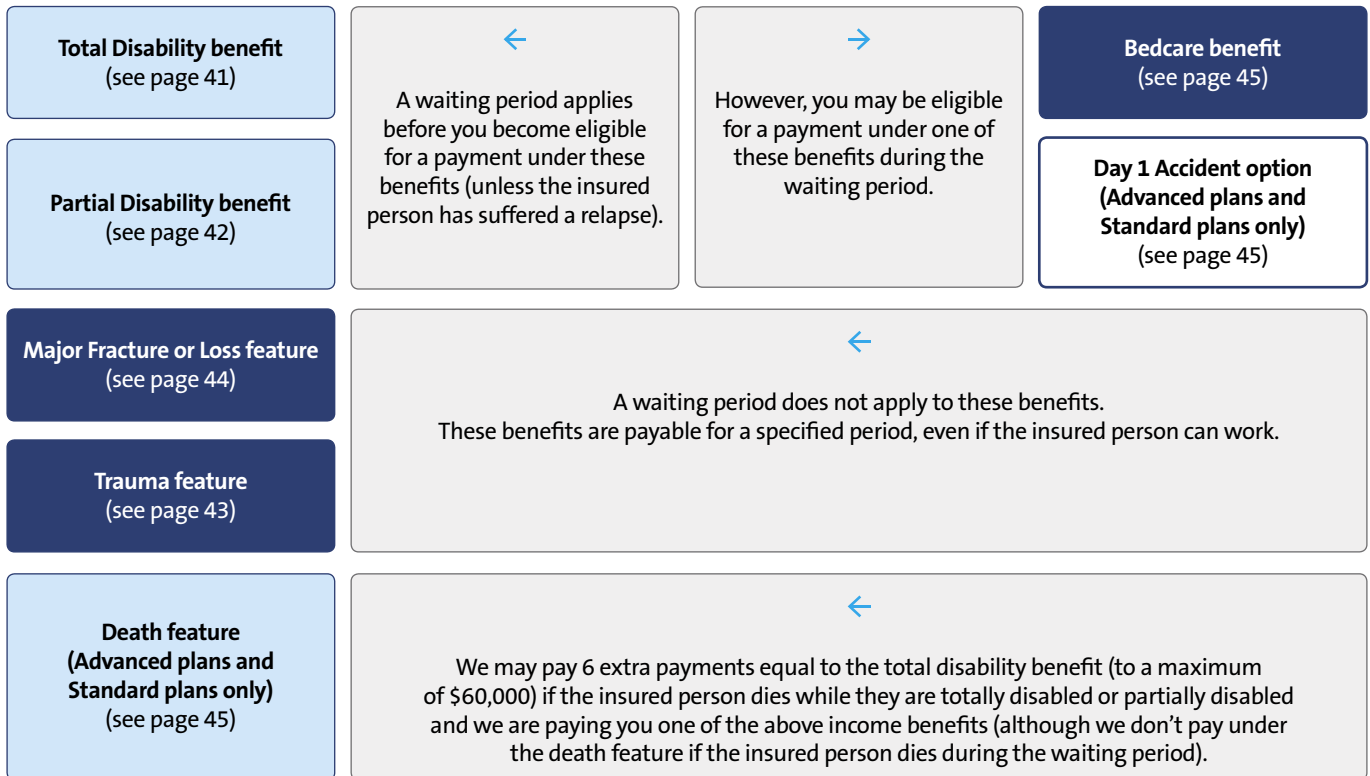 Total Disability benefit
(see page 41)
Partial Disability benefit
(see page 42)
←
A waiting period applies
before you become eligible
for a payment under these
benefits (unless the insured
person has suffered a relapse).
→
However, you may be eligible
for a payment under one of
these benefits during the
waiting period.
Bedcare benefit
(see page 45)
Day 1 Accident option
(Advanced plans and
Standard plans only)
(see page 45)
Major Fracture or Loss feature
(see page 44)
Trauma feature
(see page 43)
←
A waiting period does not apply to these benefits.
These benefits are payable for a specified period, even if the insured person can work.
Death feature
(Advanced plans and
Standard plans only)
(see page 45)
←
We may pay 6 extra payments equal to the total disability benefit (to a maximum
of $60,000) if the insured person dies while they are totally disabled or partially disabled
and we are paying you one of the above income benefits (although we don’t pay under
the death feature if the insured person dies during the waiting period).